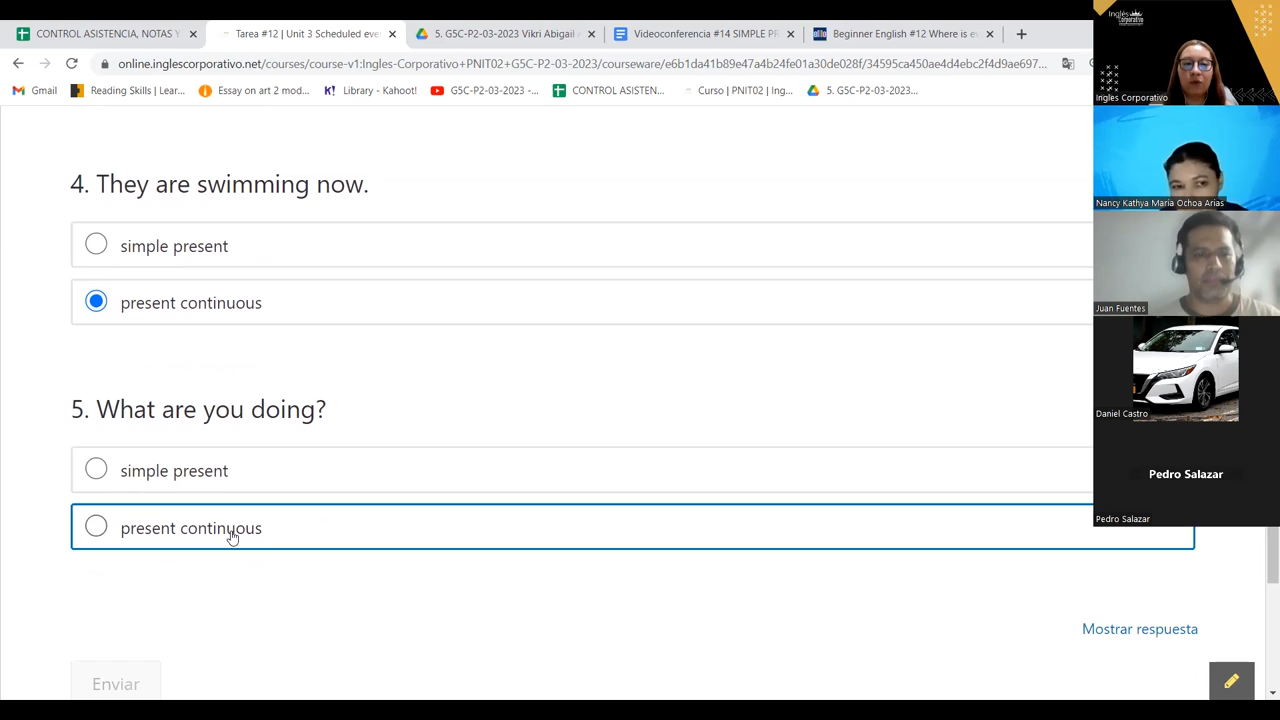 CONTROL ASISTENCIA, NOTAS Y
Tarea #12 | Unit 3 Scheduled eve
G5C-P2-03-2023 Vikri Abigail
Videoconferencia #14 SIMPLE PR
Beginner English #12 Where is e
online.inglescorporativo.net/courses/course-v1:Ingles-Corporativo+PNIT02+G5C-P2-03-2023/courseware/e6b1da41b89e47a4b24fe01a30de028f/34595ca450ae4d4ebc2f4d9ae697...
Gmail
Reading Skills | Lear...
Essay on art 2 mod...
Library - Kahoot!
G5C-P2-03-2023 -...
CONTROL ASISTEN...
Curso | PNIT02 | Ing...
5. G5C-P2-03-2023...
4. They are swimming now.
simple present
present continuous
5. What are you doing?
simple present
present continuous
Mostrar respuesta
Enviar
Inglés
Corporativo
Ingles Corporativo
Nancy Kathya María Ochoa Arias
Juan Fuentes
Daniel Castro
Pedro Salazar
Pedro Salazar